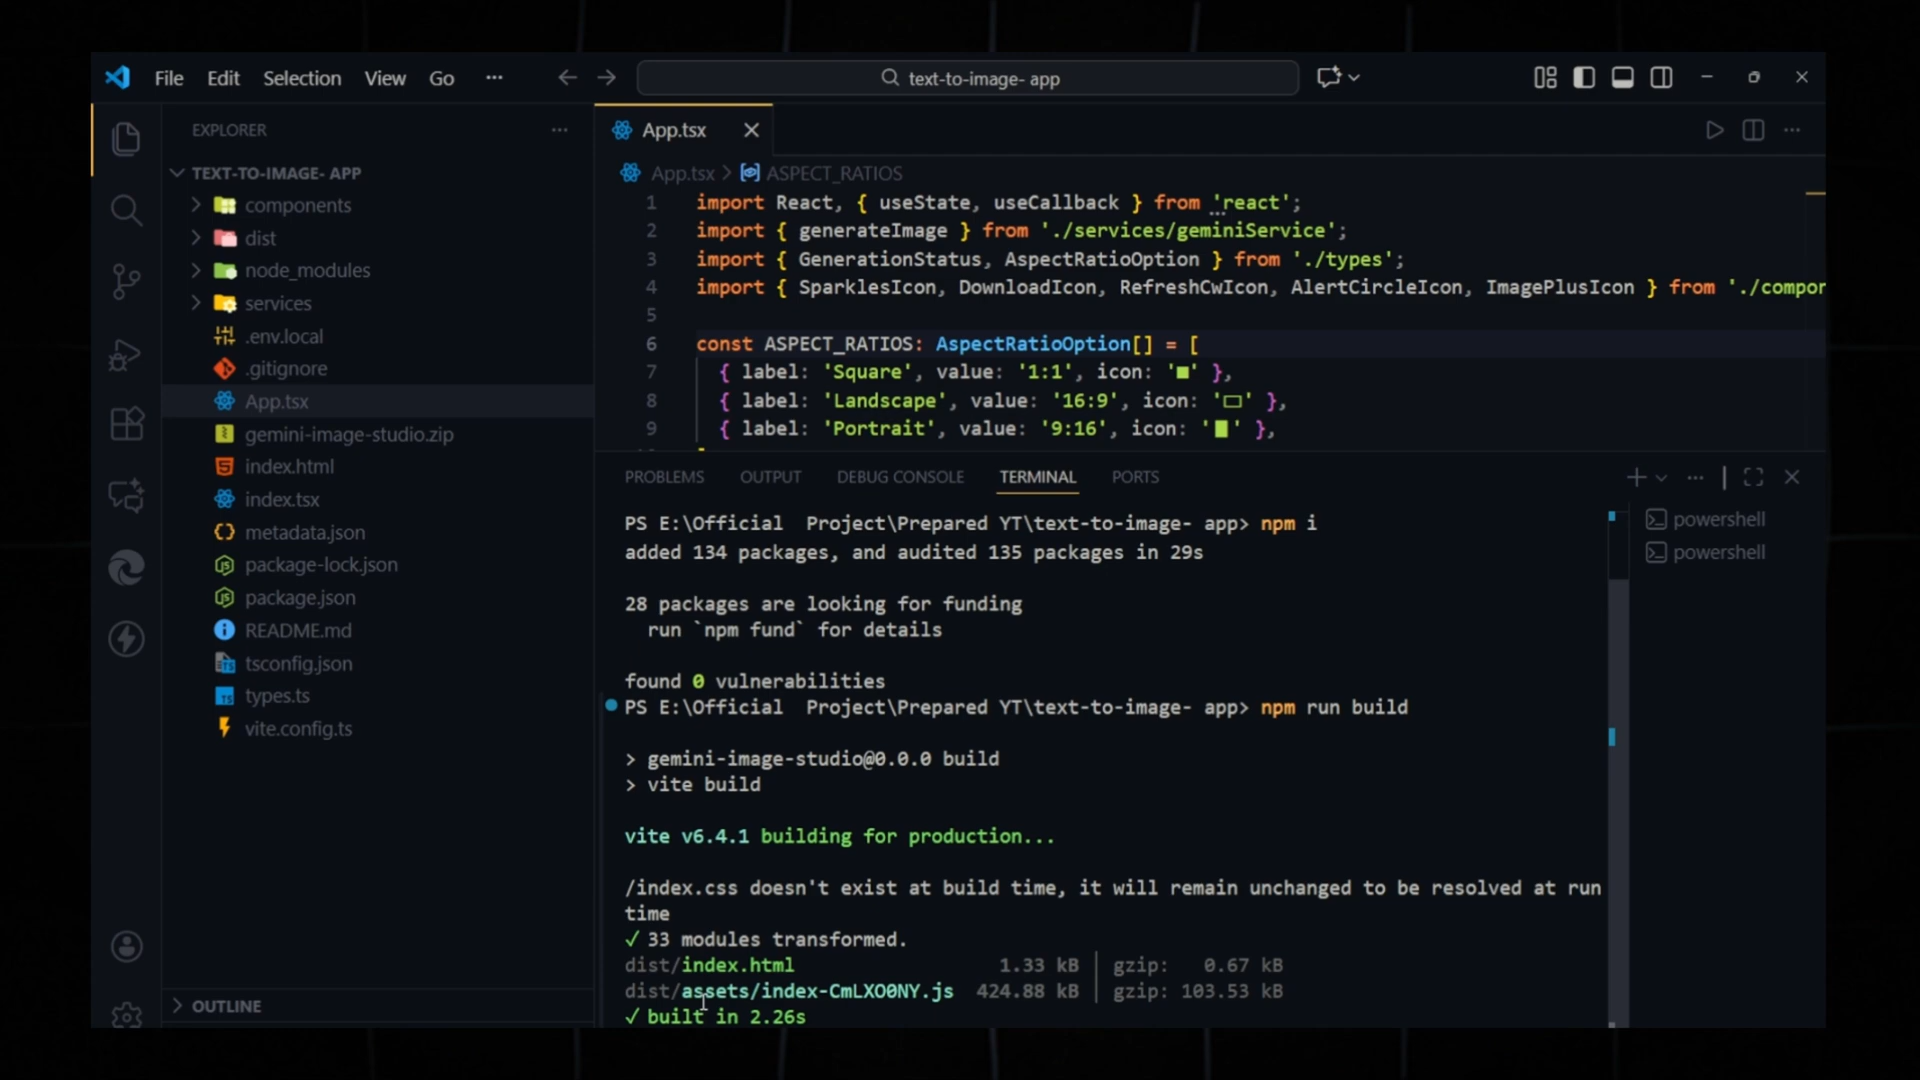 File Edit Selection View Go ··· text-to-image- app
EXPLORER ···
TEXT-TO-IMAGE- APP
components
dist
node_modules
services
.env.local
.gitignore
App.tsx
gemini-image-studio.zip
index.html
index.tsx
metadata.json
package-lock.json
package.json
README.md
tsconfig.json
types.ts
vite.config.ts
OUTLINE
App.tsx
App.tsx > ASPECT_RATIOS
1 import React, { useState, useCallback } from 'react';
2 import { generateImage } from './services/geminiService';
3 import { GenerationStatus, AspectRatioOption } from './types';
4 import { SparklesIcon, DownloadIcon, RefreshCwIcon, AlertCircleIcon, ImagePlusIcon } from './compor
5
6 const ASPECT_RATIOS: AspectRatioOption[] = [
7 { label: 'Square', value: '1:1', icon: '■' },
8 { label: 'Landscape', value: '16:9', icon: '▭' },
9 { label: 'Portrait', value: '9:16', icon: '▮' },
PROBLEMS OUTPUT DEBUG CONSOLE TERMINAL PORTS
PS E:\Official  Project\Prepared YT\text-to-image- app> npm i
added 134 packages, and audited 135 packages in 29s
28 packages are looking for funding
run `npm fund` for details
found 0 vulnerabilities
PS E:\Official  Project\Prepared YT\text-to-image- app> npm run build
> gemini-image-studio@0.0.0 build
> vite build
vite v6.4.1 building for production...
/index.css doesn't exist at build time, it will remain unchanged to be resolved at run
time
✓ 33 modules transformed.
dist/index.html 1.33 kB │ gzip: 0.67 kB
dist/assets/index-CmLXO0NY.js 424.88 kB │ gzip: 103.53 kB
✓ built in 2.26s
powershell
powershell